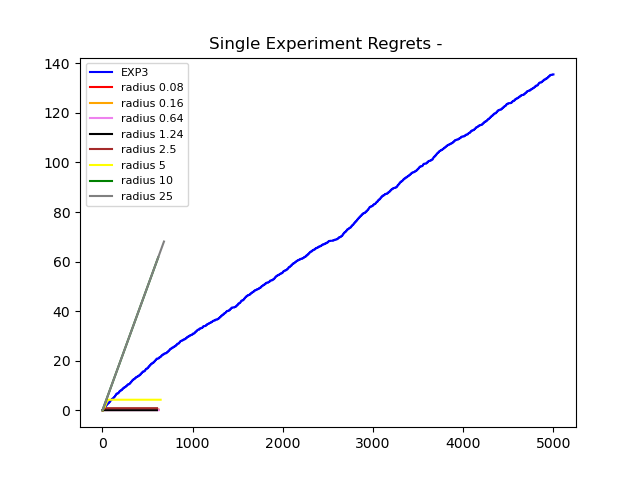 Single Experiment Regrets -
140
120
100
80
60
40
20
0
EXP3
radius 0.08
radius 0.16
radius 0.64
radius 1.24
radius 2.5
radius 5
radius 10
radius 25
0 1000 2000 3000 4000 5000